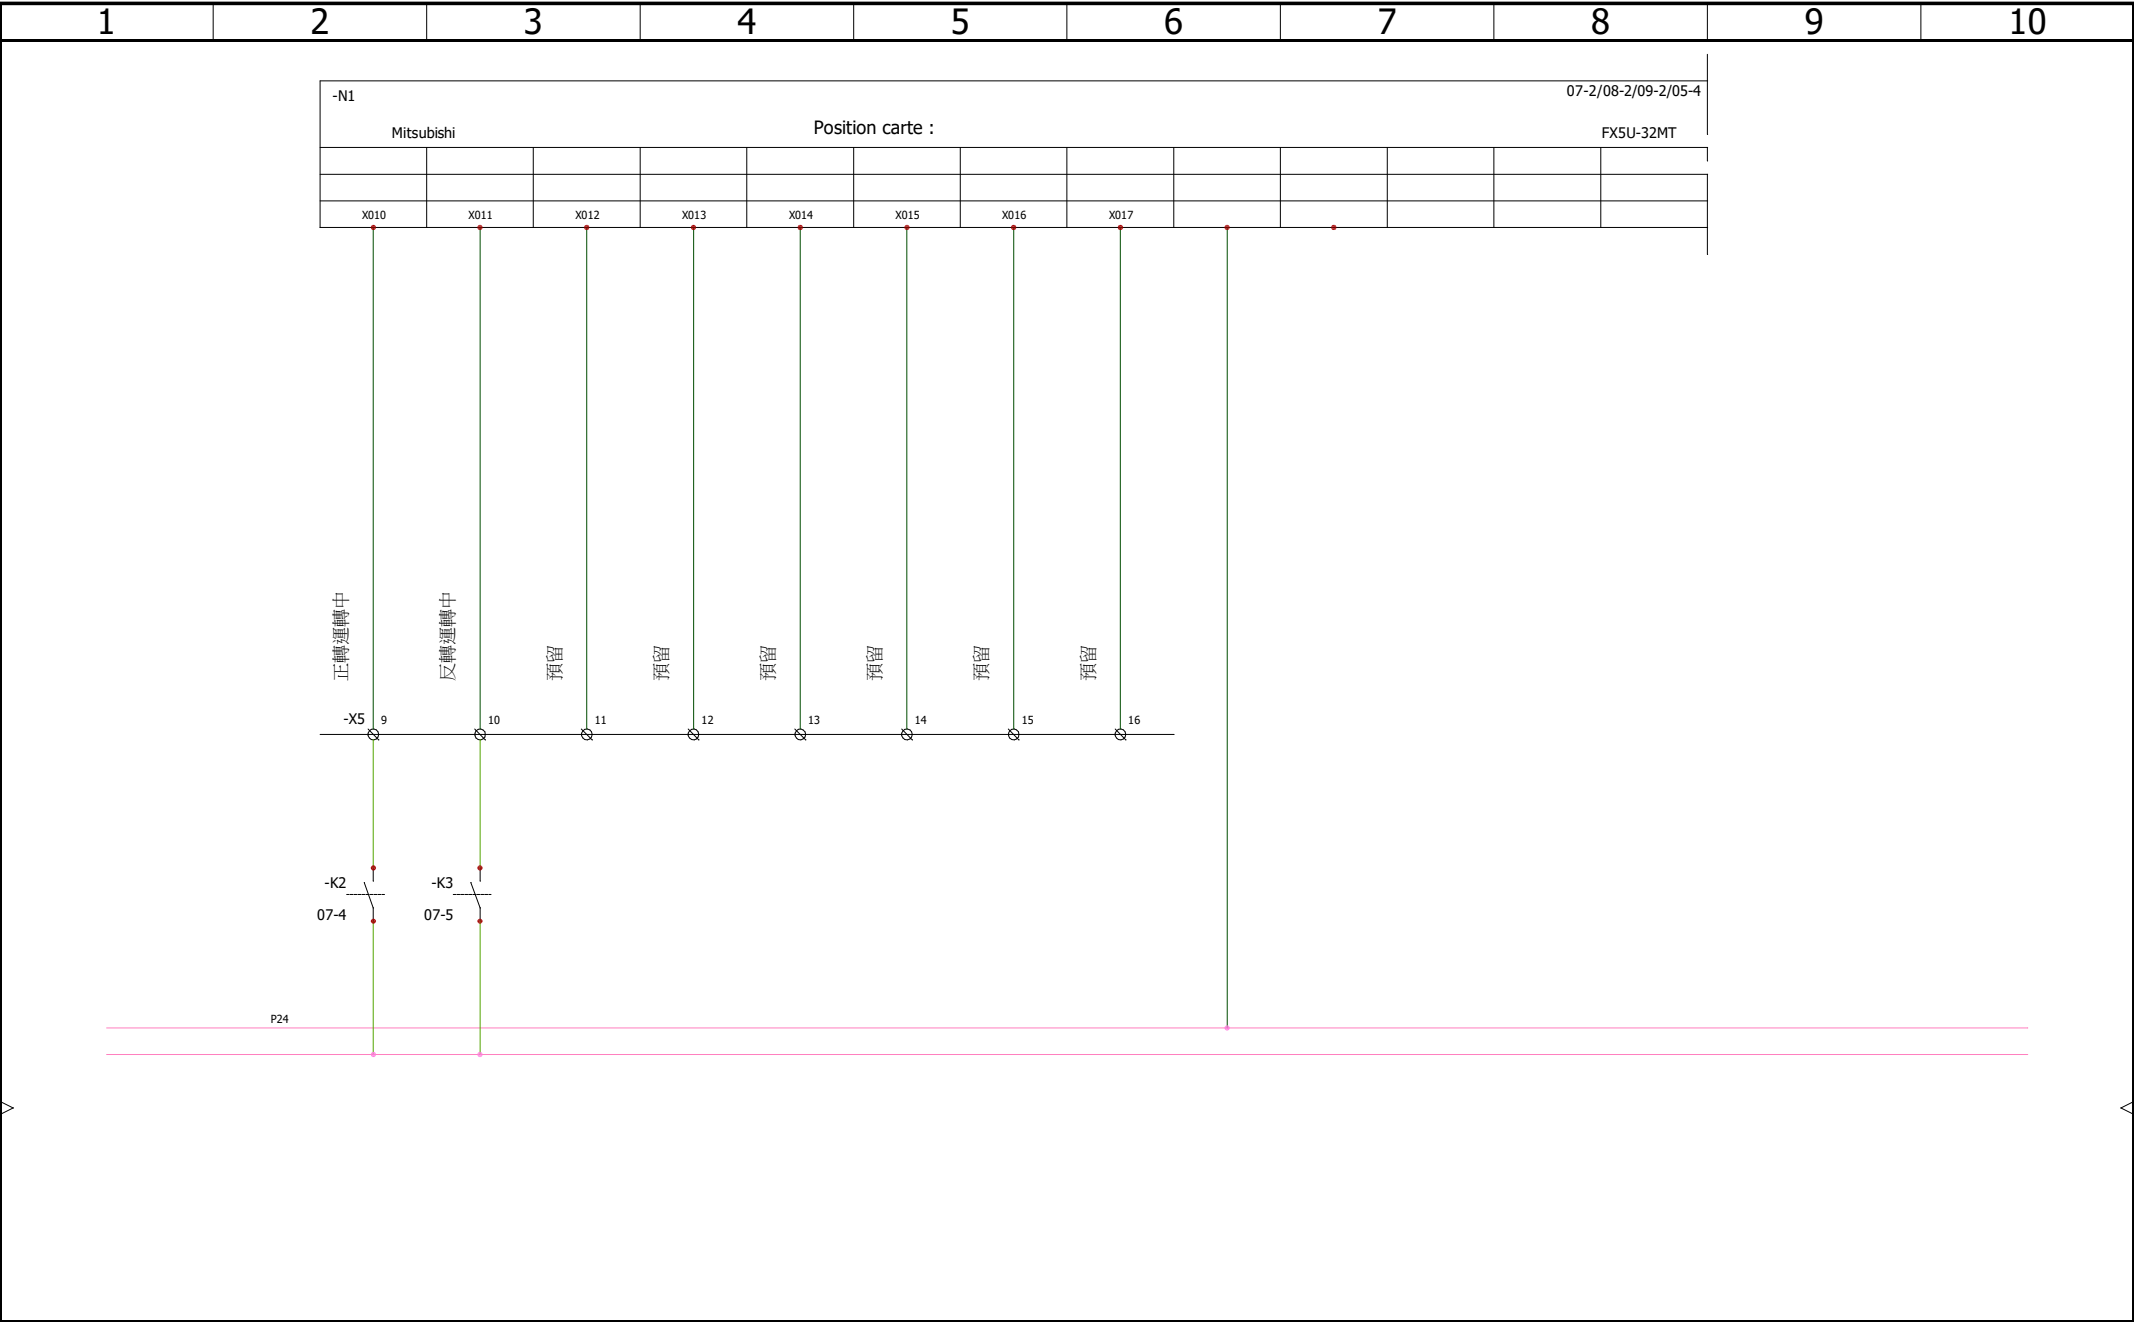 1 2 3 4 5 6 7 8 9 10
-N1 07-2/08-2/09-2/05-4
Mitsubishi Position carte : FX5U-32MT
X010 X011 X012 X013 X014 X015 X016 X017
正轉運轉中
反轉運轉中
預留
預留
預留
預留
預留
預留
-X5 9 10 11 12 13 14 15 16
-K2 -K3
07-4 07-5
P24